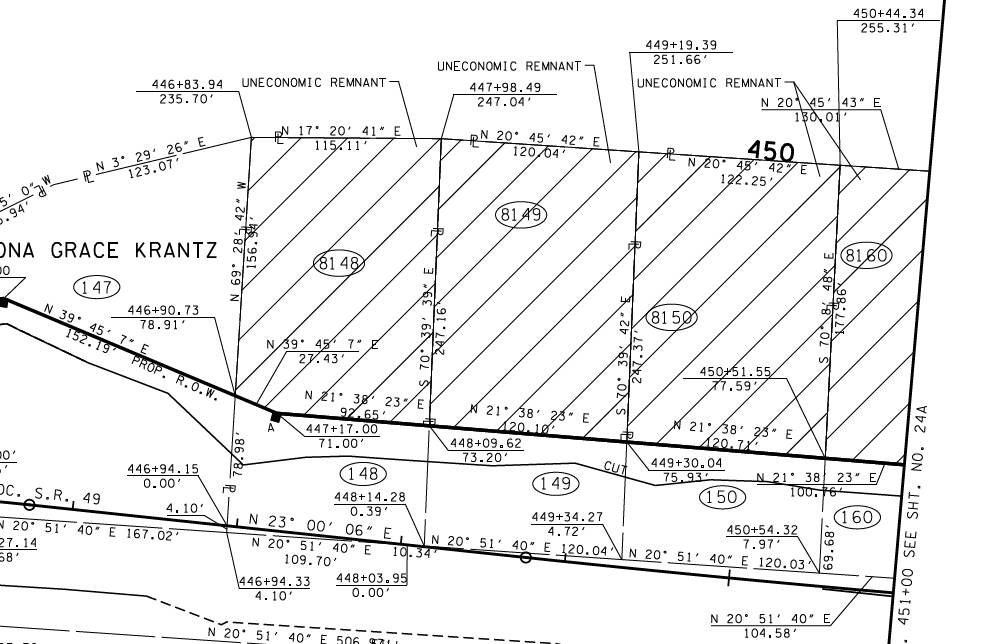 450+44.34
255.31'
449+19.39
251.66'
UNECONOMIC REMNANT
446+83.94
235.70'
UNECONOMIC REMNANT
447+98.49
247.04'
UNECONOMIC REMNANT
N 20° 45' 43" E
130.01'
N 3° 29' 26" E
123.07'
N 17° 20' 41" E
115.11'
N 20° 45' 42" E
120.04'
450
N 20° 45' 42" E
122.25'
5' 0" W
N 69° 28' 42" W
156.94'
8149
ONA GRACE KRANTZ
8148
8160
147
S 70° 39' 39" E
247.16'
S 70° 39' 42" E
247.37'
8150
S 70° 8' 48" E
177.86'
446+90.73
78.91'
N 39° 45' 7" E
152.19'
PROP. R.O.W.
N 39° 45' 7" E
27.43'
450+51.55
77.59'
N 21° 38' 23" E
92.65'
N 21° 38' 23" E
120.10'
N 21° 38' 23" E
120.71'
A
447+17.00
71.00'
448+09.62
73.20'
449+30.04
75.93'
N 21° 38' 23" E
100.76'
78.98'
CUT
148
149
150
160
446+94.15
0.00'
OC. S.R. 49
4.10'
448+14.28
0.39'
449+34.27
4.72'
450+54.32
7.97'
69.68'
N 23° 00' 06" E
N 20° 51' 40" E 167.02'
N 20° 51' 40" E
109.70'
10.34'
N 20° 51' 40" E 120.04'
N 20° 51' 40" E 120.03'
27.14
446+94.33
4.10'
448+03.95
0.00'
N 20° 51' 40" E
104.58'
N 20° 51' 40" E 506.
451+00 SEE SHT. NO. 24A